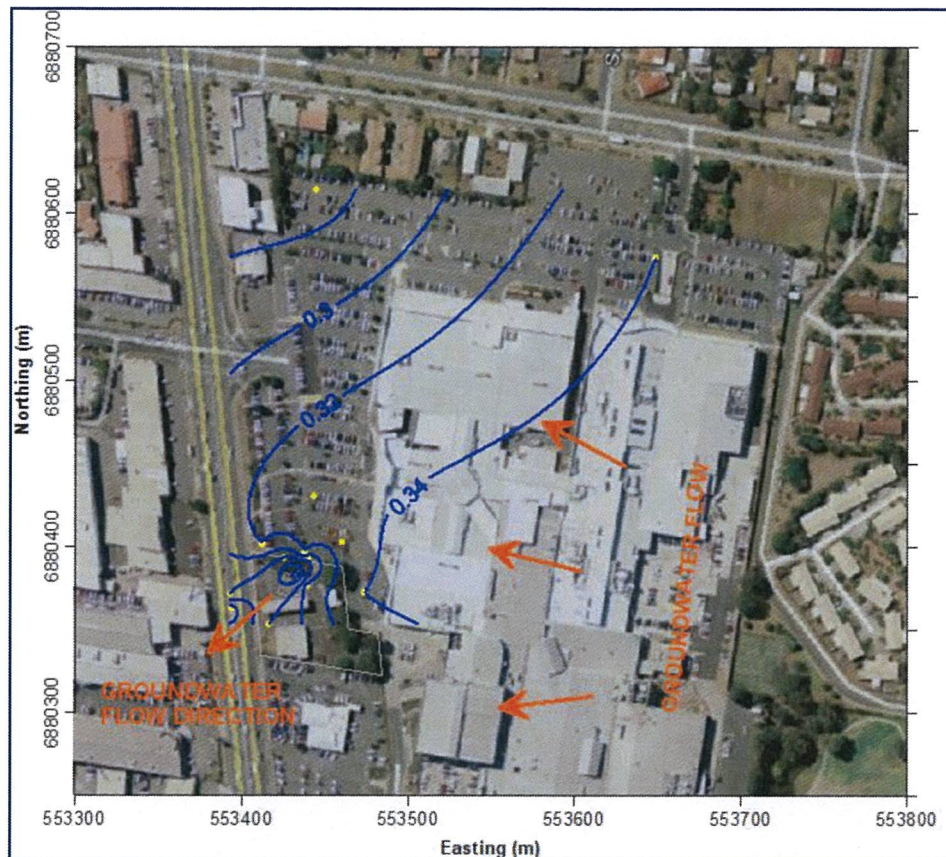 6880700
6880600
6880500
6880400
6880300
Northing (m)
0.3
0.32
0.34
GROUNDWATER FLOW
GROUNDWATER
FLOW DIRECTION
553300
553400
553500
553600
553700
553800
Easting (m)